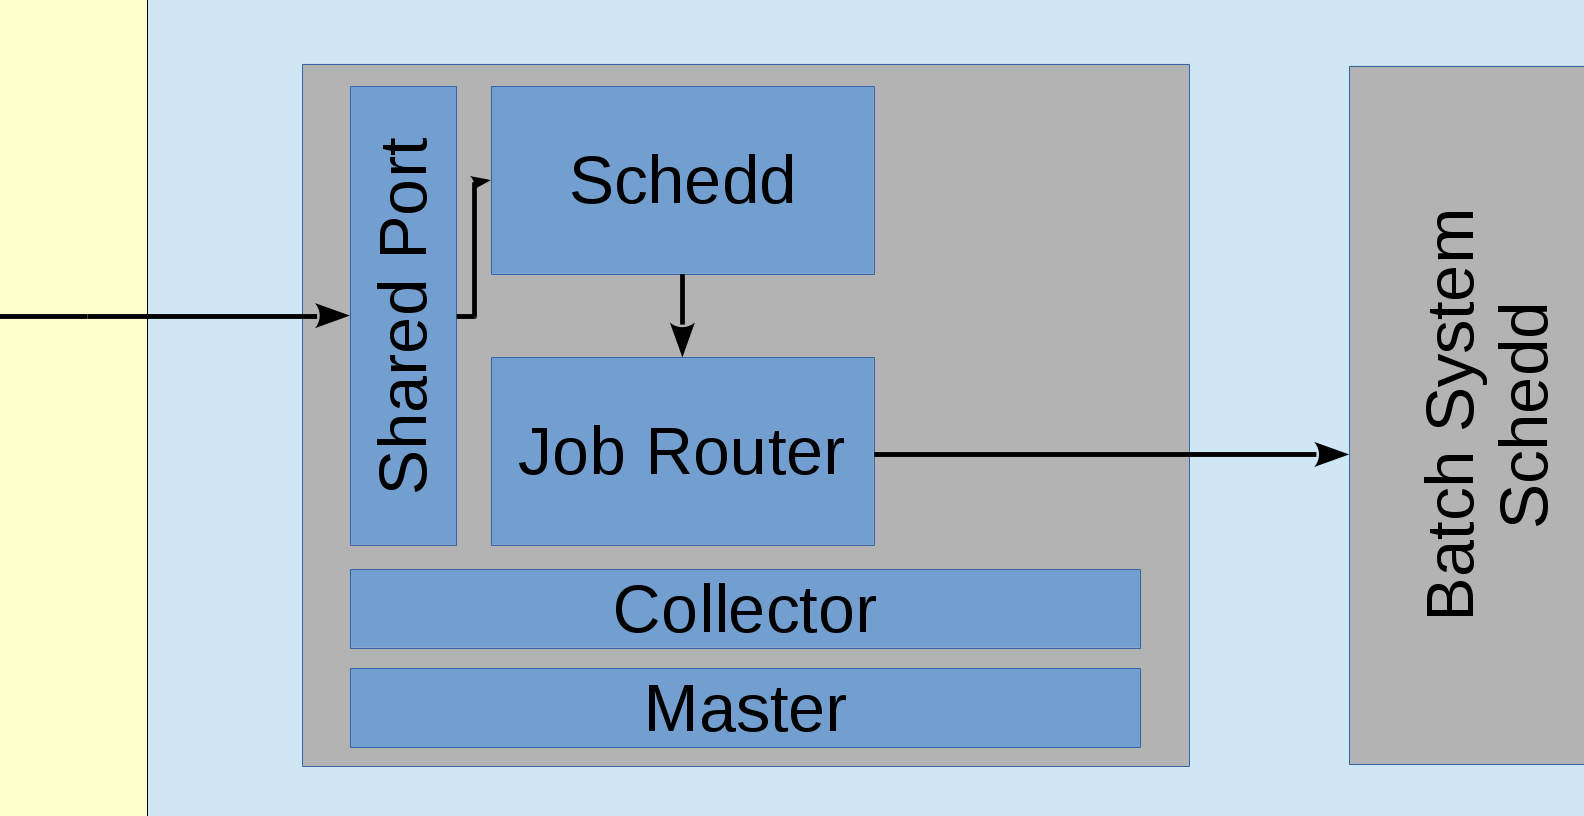 Shared Port
Schedd
Job Router
Collector
Master
Batch System
Schedd